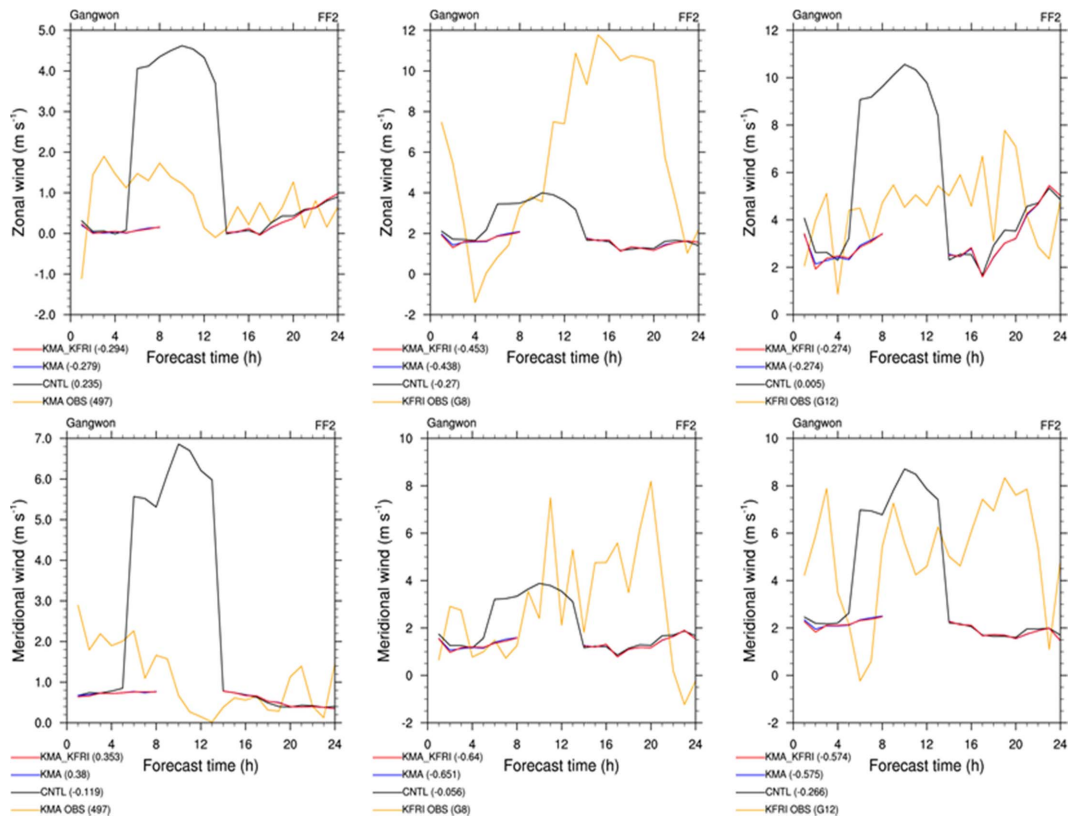 Gangwon FF2
5.0
4.0
3.0
2.0
1.0
0.0
-1.0
-2.0
Zonal wind (m s⁻¹)
0 4 8 12 16 20 24
Forecast time (h)
KMA_KFRI (-0.294)
KMA (-0.279)
CNTL (0.235)
KMA OBS (497)
Gangwon FF2
12
10
8
6
4
2
0
-2
Zonal wind (m s⁻¹)
0 4 8 12 16 20 24
Forecast time (h)
KMA_KFRI (-0.453)
KMA (-0.438)
CNTL (-0.27)
KFRI OBS (G8)
Gangwon FF2
12
10
8
6
4
2
0
Zonal wind (m s⁻¹)
0 4 8 12 16 20 24
Forecast time (h)
KMA_KFRI (-0.274)
KMA (-0.274)
CNTL (0.005)
KFRI OBS (G12)
Gangwon FF2
7.0
6.0
5.0
4.0
3.0
2.0
1.0
0.0
Meridional wind (m s⁻¹)
0 4 8 12 16 20 24
Forecast time (h)
KMA_KFRI (0.353)
KMA (0.38)
CNTL (-0.119)
KMA OBS (497)
Gangwon FF2
10
8
6
4
2
0
-2
Meridional wind (m s⁻¹)
0 4 8 12 16 20 24
Forecast time (h)
KMA_KFRI (-0.64)
KMA (-0.651)
CNTL (-0.056)
KFRI OBS (G8)
Gangwon FF2
10
8
6
4
2
0
-2
Meridional wind (m s⁻¹)
0 4 8 12 16 20 24
Forecast time (h)
KMA_KFRI (-0.574)
KMA (-0.575)
CNTL (-0.266)
KFRI OBS (G12)